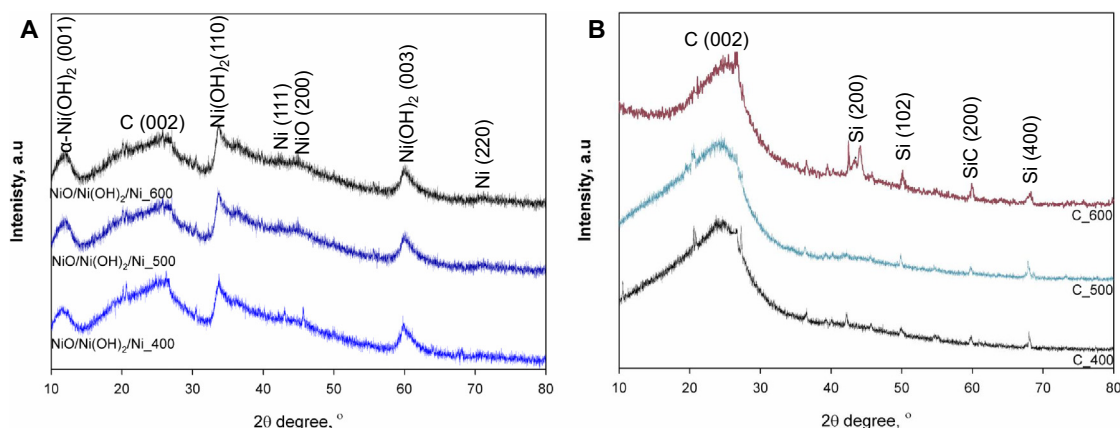 A
Intenisty, a.u
α-Ni(OH)2 (001)
C (002)
Ni(OH)2(110)
Ni (111)
NiO (200)
Ni(OH)2 (003)
Ni (220)
NiO/Ni(OH)2/Ni_600
NiO/Ni(OH)2/Ni_500
NiO/Ni(OH)2/Ni_400
10 20 30 40 50 60 70 80
2θ degree, °
B
Intensity, a.u
C (002)
Si (200)
Si (102)
SiC (200)
Si (400)
C_600
C_500
C_400
10 20 30 40 50 60 70 80
2θ degree, °